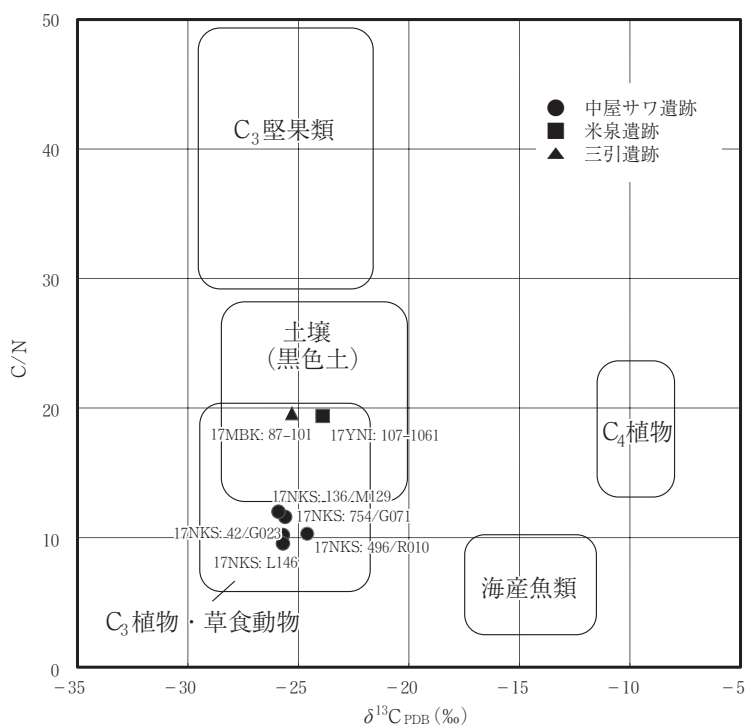 50
40
30
20
10
0
C/N
C₃堅果類
● 中屋サワ遺跡
■ 米泉遺跡
▲ 三引遺跡
土壌
(黒色土)
17MBK: 87-101
17YNI: 107-1061
C₄植物
17NKS: 136/M129
17NKS: 754/G071
17NKS: 42/G023
17NKS: 496/R010
17NKS: L146
海産魚類
C₃植物・草食動物
-35 -30 -25 -20 -15 -10 -5
δ¹³C PDB (‰)